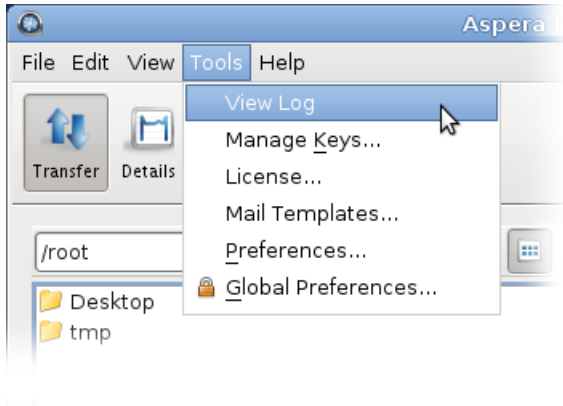 Aspera
File Edit View Tools Help
View Log
Manage Keys...
License...
Mail Templates...
Preferences...
Global Preferences...
Transfer Details
/root
Desktop
tmp